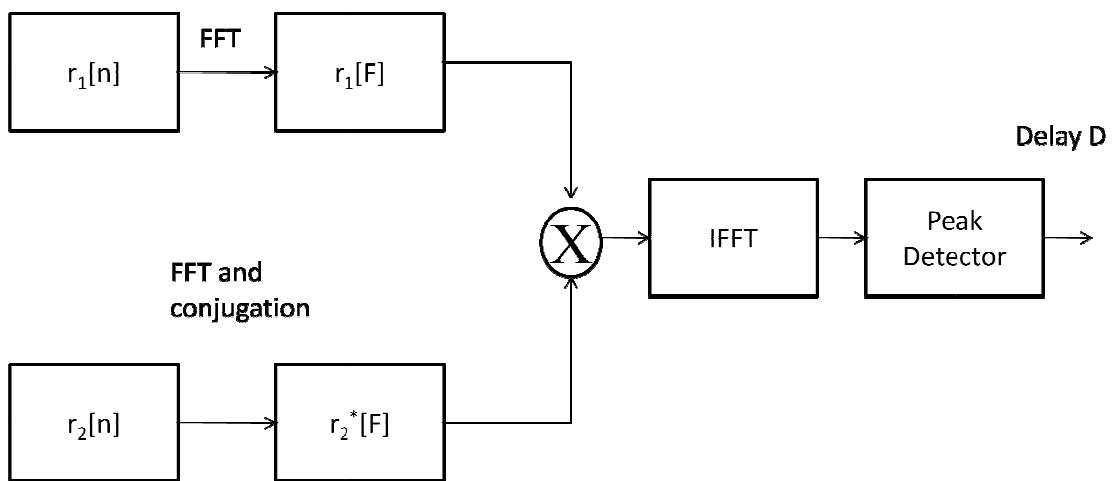 FFT
r₁[n]
r₁[F]
Delay D
X
IFFT
Peak
Detector
FFT and
conjugation
r₂[n]
r₂*[F]